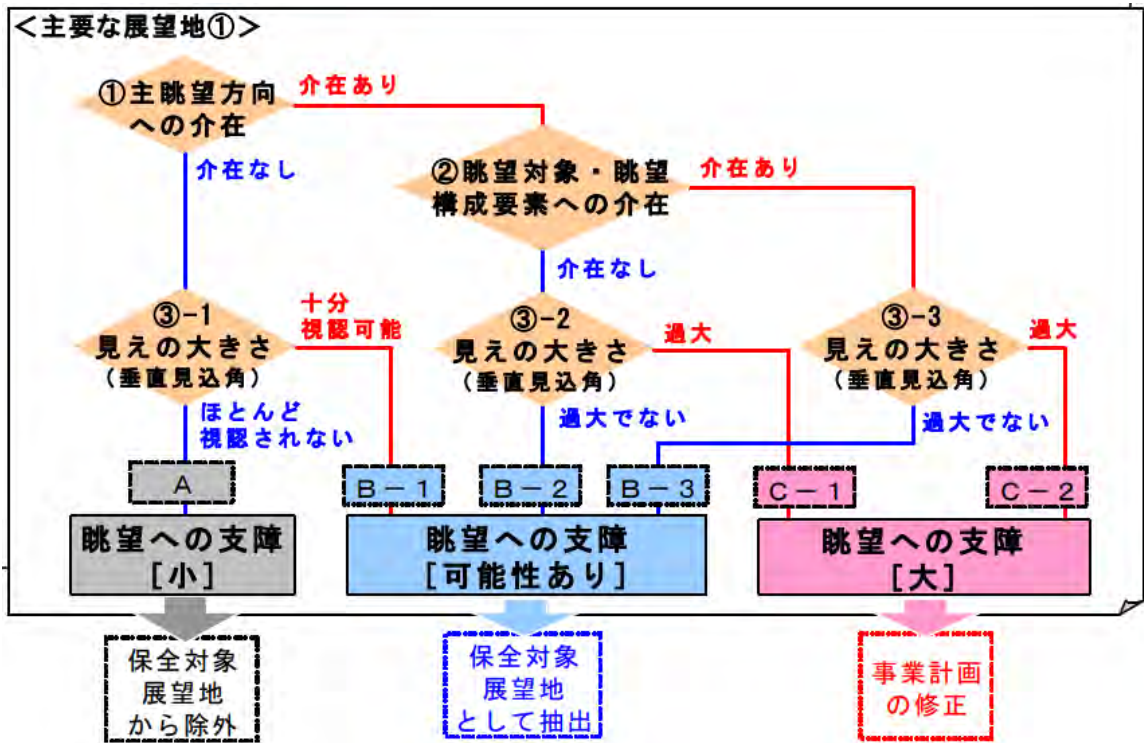 ＜主要な展望地①＞
①主眺望方向
への介在
介在あり
介在なし
②眺望対象・眺望
構成要素への介在
介在あり
介在なし
③-1
見えの大きさ
（垂直見込角）
十分
視認可能
ほとんど
視認されない
③-2
見えの大きさ
（垂直見込角）
過大
過大でない
③-3
見えの大きさ
（垂直見込角）
過大
過大でない
A
B－1
B－2
B－3
C－1
C－2
眺望への支障
［小］
眺望への支障
［可能性あり］
眺望への支障
［大］
保全対象
展望地
から除外
保全対象
展望地
として抽出
事業計画
の修正